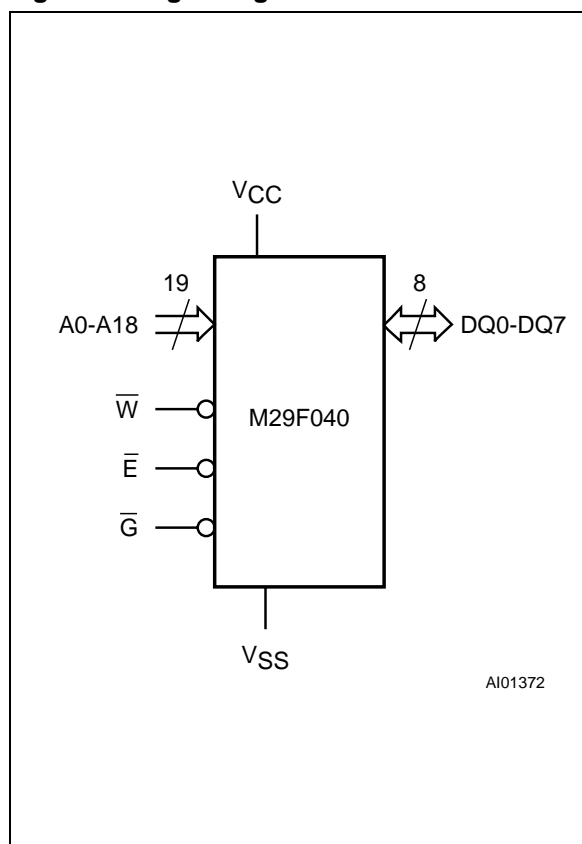 VCC
19
8
A0-A18
DQ0-DQ7
W̅
M29F040
E̅
G̅
VSS
AI01372